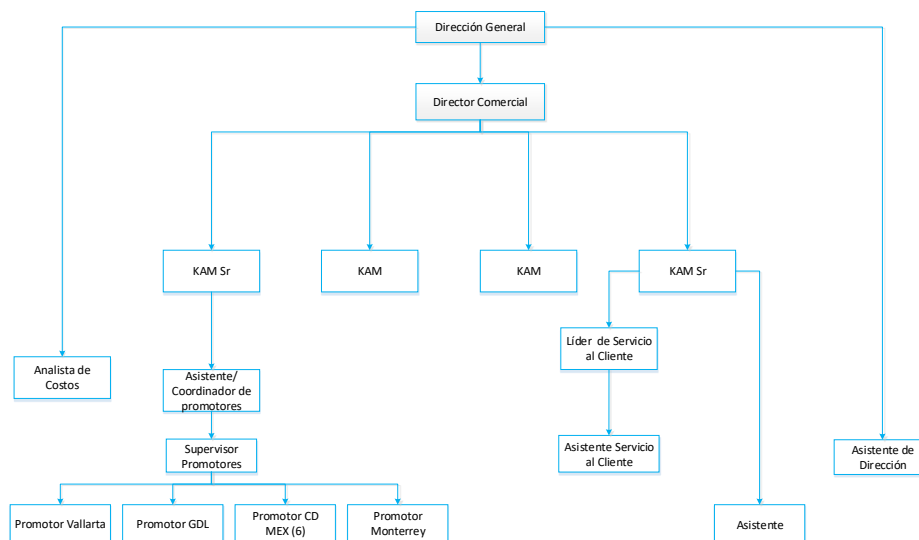 Dirección General
Director Comercial
KAM Sr
KAM
KAM
KAM Sr
Líder de Servicio
al Cliente
Analista de
Costos
Asistente/
Coordinador de
promotores
Supervisor
Promotores
Asistente Servicio
al Cliente
Asistente de
Dirección
Promotor Vallarta
Promotor GDL
Promotor CD
MEX (6)
Promotor
Monterrey
Asistente